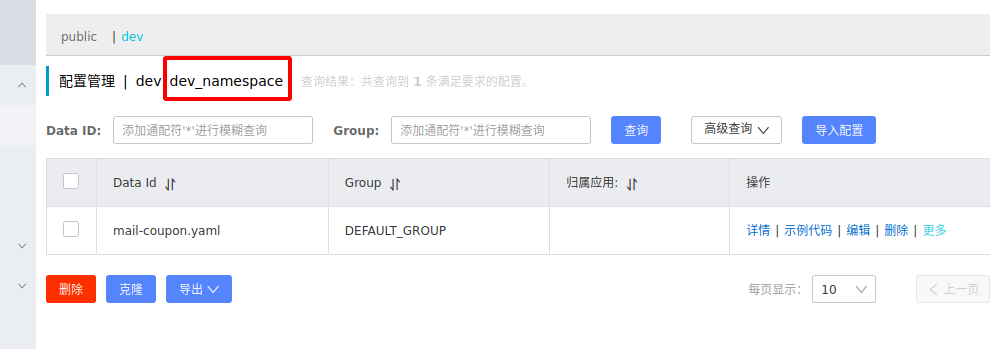 public | dev
配置管理 | dev dev_namespace 查询结果：共查询到 1 条满足要求的配置。
Data ID: 添加通配符'*'进行模糊查询 Group: 添加通配符'*'进行模糊查询 查询 高级查询 导入配置
Data Id Group 归属应用: 操作
mail-coupon.yaml DEFAULT_GROUP 详情 | 示例代码 | 编辑 | 删除 | 更多
删除 克隆 导出 每页显示: 10 上一页